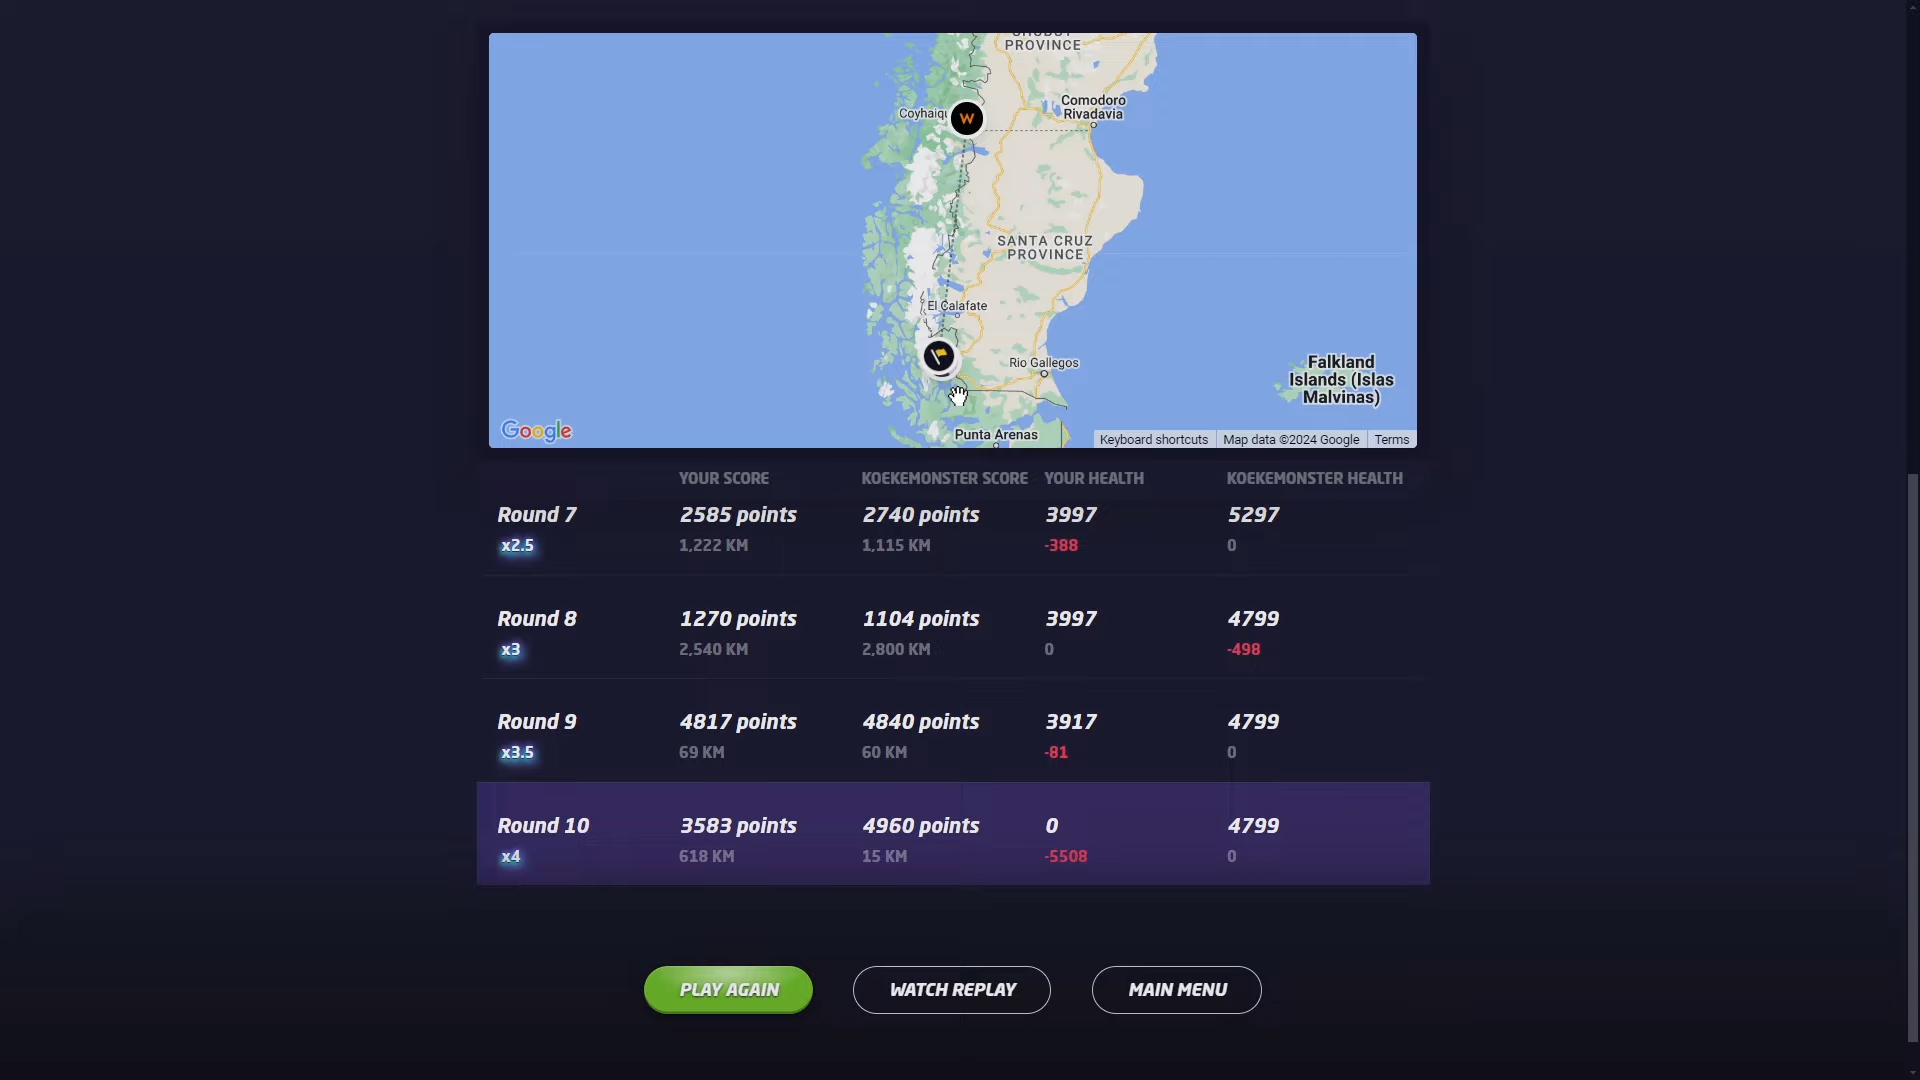 CHUBUT
PROVINCE
Comodoro
Rivadavia
Coyhaiqu
W
SANTA CRUZ
PROVINCE
El Calafate
Rio Gallegos
Falkland
Islands (Islas
Malvinas)
Punta Arenas
Google
Keyboard shortcuts
Map data ©2024 Google
Terms
YOUR SCORE KOEKEMONSTER SCORE YOUR HEALTH KOEKEMONSTER HEALTH
Round 7 2585 points 2740 points 3997 5297
x2.5 1,222 KM 1,115 KM -388 0
Round 8 1270 points 1104 points 3997 4799
x3 2,540 KM 2,800 KM 0 -498
Round 9 4817 points 4840 points 3917 4799
x3.5 69 KM 60 KM -81 0
Round 10 3583 points 4960 points 0 4799
x4 618 KM 15 KM -5508 0
PLAY AGAIN WATCH REPLAY MAIN MENU